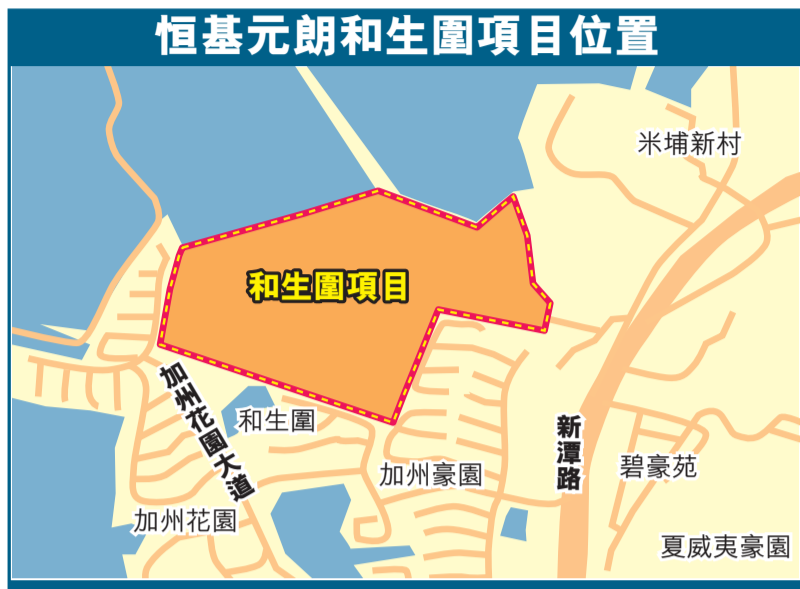 恒基元朗和生圍項目位置
米埔新村
和生圍項目
加州花園大道
和生圍
新潭路
加州豪園
碧豪苑
加州花園
夏威夷豪園